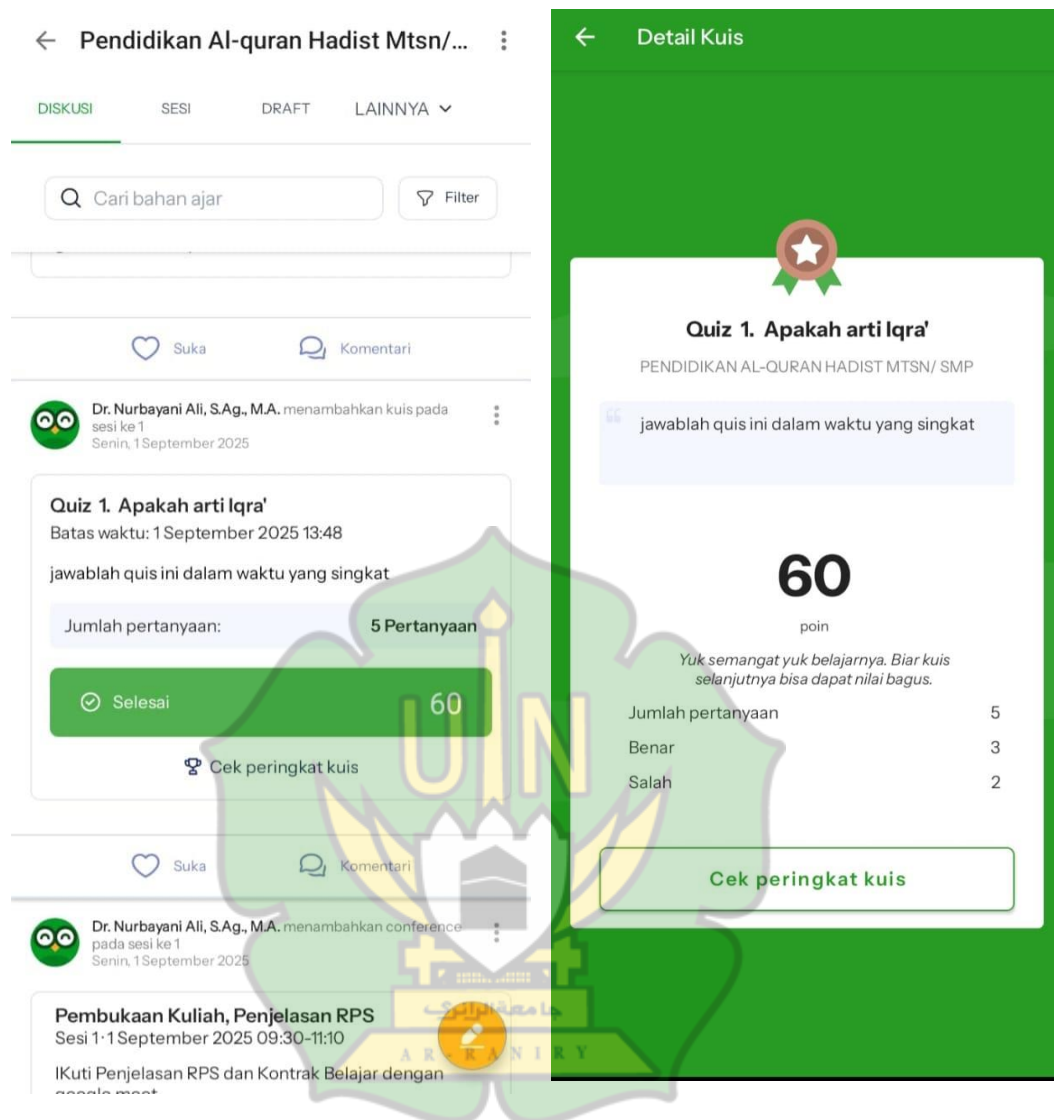 Pendidikan Al-quran Hadist Mtsn/...
DISKUSI SESI DRAFT LAINNYA
Cari bahan ajar
Filter
Suka Komentari
Dr. Nurbayani Ali, S.Ag., M.A. menambahkan kuis pada
sesi ke 1
Senin, 1 September 2025
Quiz 1. Apakah arti Iqra'
Batas waktu: 1 September 2025 13:48
jawablah quis ini dalam waktu yang singkat
Jumlah pertanyaan: 5 Pertanyaan
Selesai 60
Cek peringkat kuis
Suka Komentari
Dr. Nurbayani Ali, S.Ag., M.A. menambahkan conference
pada sesi ke 1
Senin, 1 September 2025
Pembukaan Kuliah, Penjelasan RPS
Sesi 1 · 1 September 2025 09:30-11:10
IKuti Penjelasan RPS dan Kontrak Belajar dengan
google meet
Detail Kuis
Quiz 1. Apakah arti Iqra'
PENDIDIKAN AL-QURAN HADIST MTSN/ SMP
jawablah quis ini dalam waktu yang singkat
60
poin
Yuk semangat yuk belajarnya. Biar kuis
selanjutnya bisa dapat nilai bagus.
Jumlah pertanyaan 5
Benar 3
Salah 2
Cek peringkat kuis
UIN
جامعة الرانري
AR-RANIRY